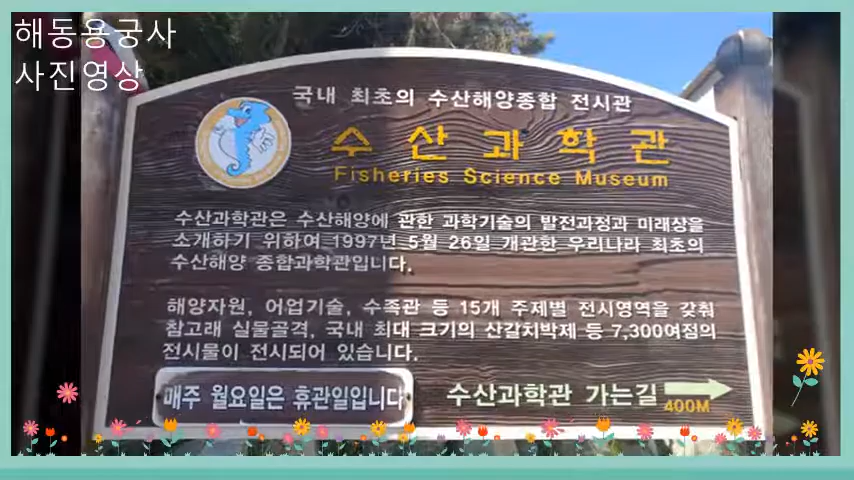 해동용궁사
사진영상
국내 최초의 수산해양종합 전시관
수산과학관
Fisheries Science Museum
수산과학관은 수산해양에 관한 과학기술의 발전과정과 미래상을
소개하기 위하여 1997년 5월 26일 개관한 우리나라 최초의
수산해양 종합과학관입니다.
해양자원, 어업기술, 수족관 등 15개 주제별 전시영역을 갖춰
참고래 실물골격, 국내 최대 크기의 산갈치박제 등 7,300여점의
전시물이 전시되어 있습니다.
매주 월요일은 휴관일입니다
수산과학관 가는길
400M